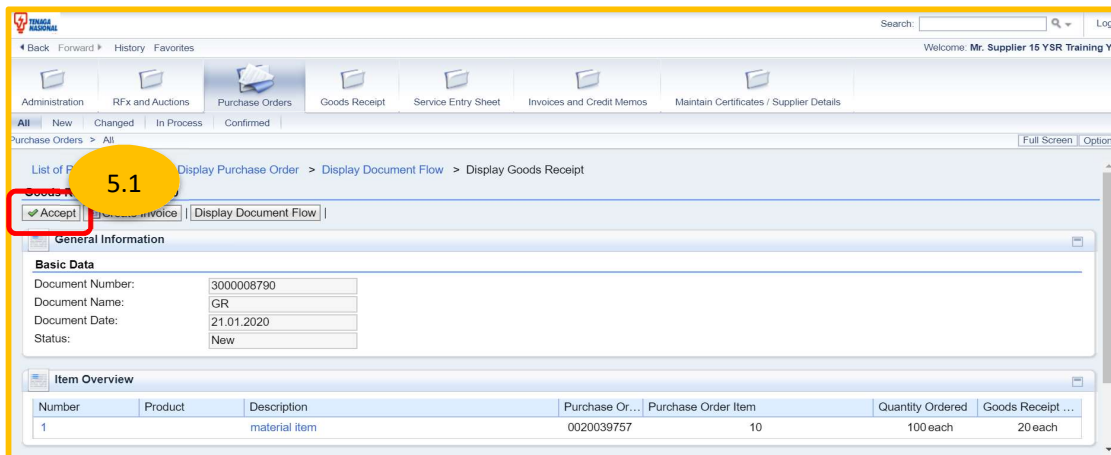 TENAGA NASIONAL
Search:
Log
Back Forward History Favorites
Welcome: Mr. Supplier 15 YSR Training Y
Administration RFx and Auctions Purchase Orders Goods Receipt Service Entry Sheet Invoices and Credit Memos Maintain Certificates / Supplier Details
All New Changed In Process Confirmed
Purchase Orders > All
Full Screen Option
List of P Display Purchase Order > Display Document Flow > Display Goods Receipt
5.1
Goods
Accept Create Invoice | Display Document Flow |
General Information
Basic Data
Document Number: 3000008790
Document Name: GR
Document Date: 21.01.2020
Status: New
Item Overview
Number Product Description Purchase Or... Purchase Order Item Quantity Ordered Goods Receipt ...
1 material item 0020039757 10 100 each 20 each